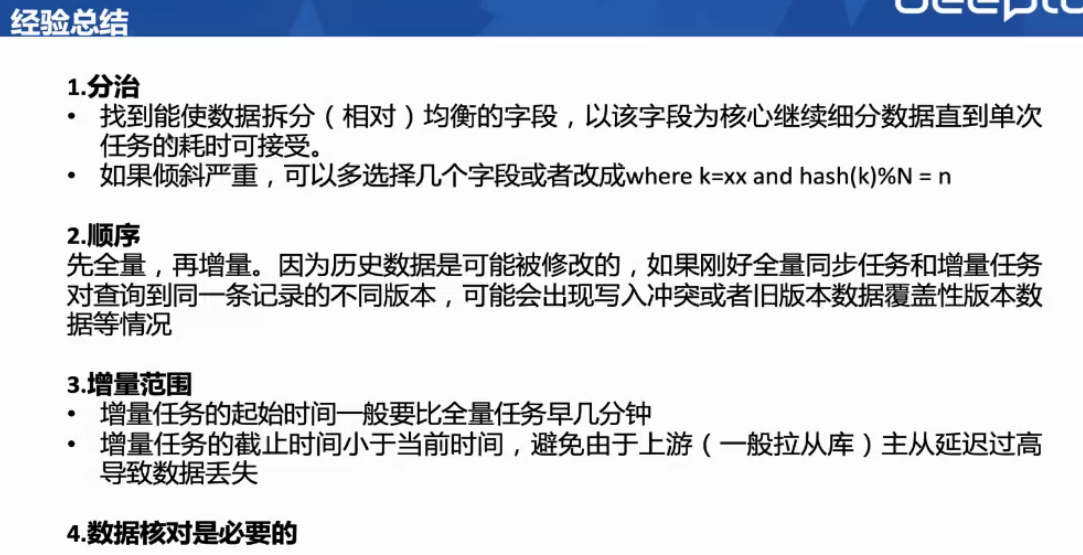 经验总结
1.分治
• 找到能使数据拆分（相对）均衡的字段，以该字段为核心继续细分数据直到单次
任务的耗时可接受。
• 如果倾斜严重，可以多选择几个字段或者改成where k=xx and hash(k)%N = n
2.顺序
先全量，再增量。因为历史数据是可能被修改的，如果刚好全量同步任务和增量任务
对查询到同一条记录的不同版本，可能会出现写入冲突或者旧版本数据覆盖性版本数
据等情况
3.增量范围
• 增量任务的起始时间一般要比全量任务早几分钟
• 增量任务的截止时间小于当前时间，避免由于上游（一般拉从库）主从延迟过高
导致数据丢失
4.数据核对是必要的